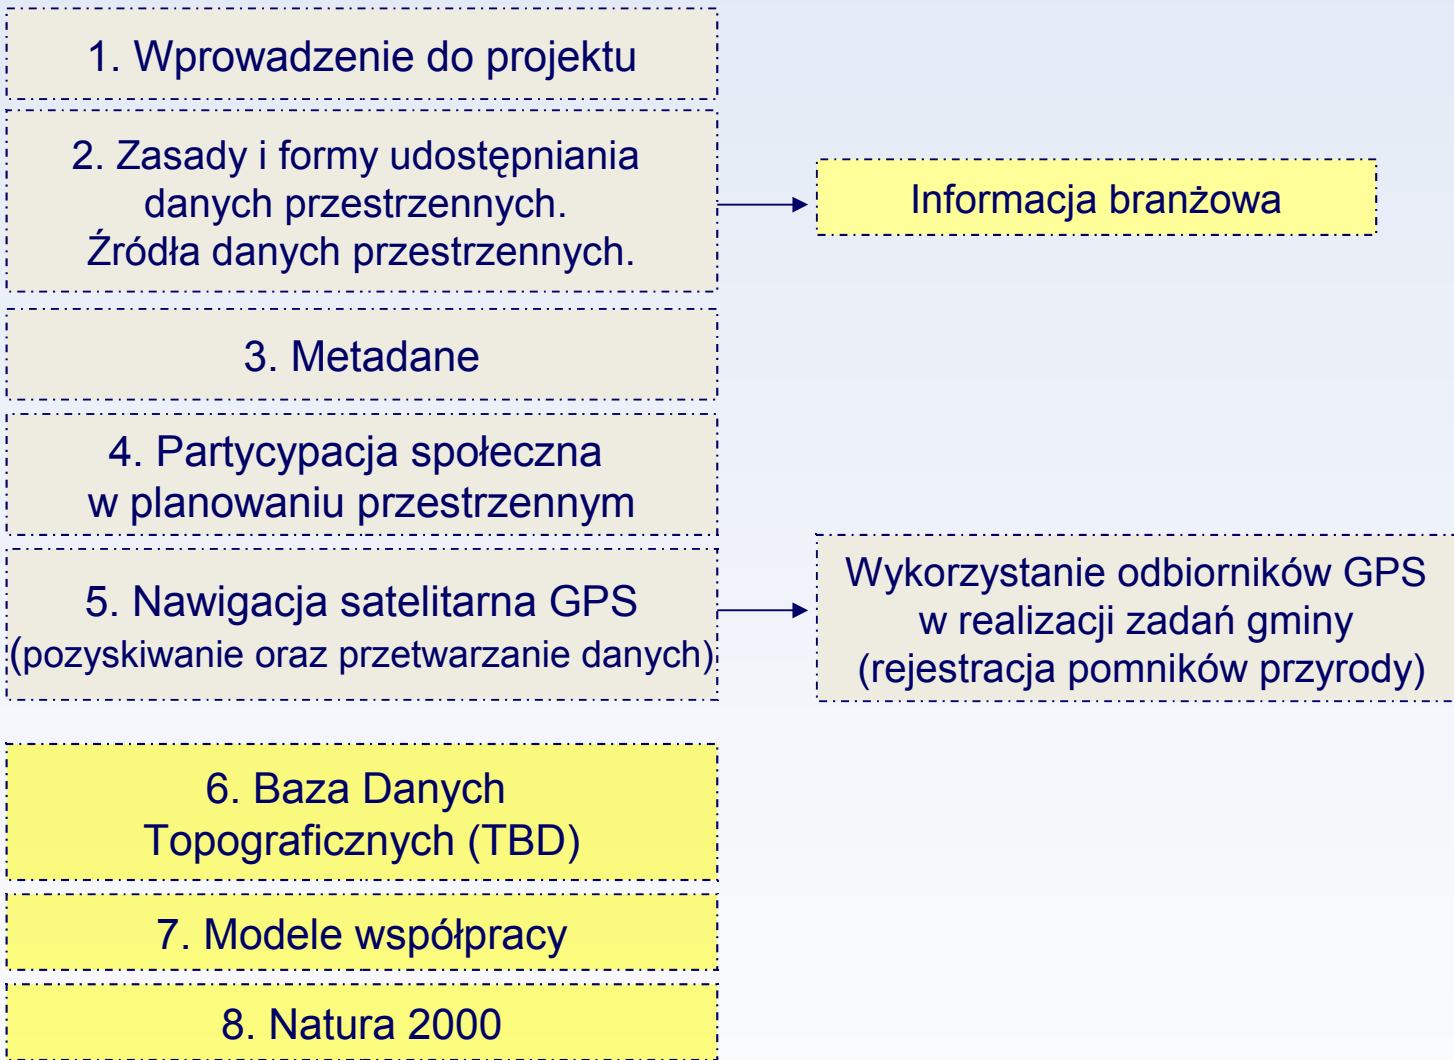 1. Wprowadzenie do projektu
2. Zasady i formy udostępniania
danych przestrzennych.
Źródła danych przestrzennych.
Informacja branżowa
3. Metadane
4. Partycypacja społeczna
w planowaniu przestrzennym
5. Nawigacja satelitarna GPS
(pozyskiwanie oraz przetwarzanie danych)
Wykorzystanie odbiorników GPS
w realizacji zadań gminy
(rejestracja pomników przyrody)
6. Baza Danych
Topograficznych (TBD)
7. Modele współpracy
8. Natura 2000